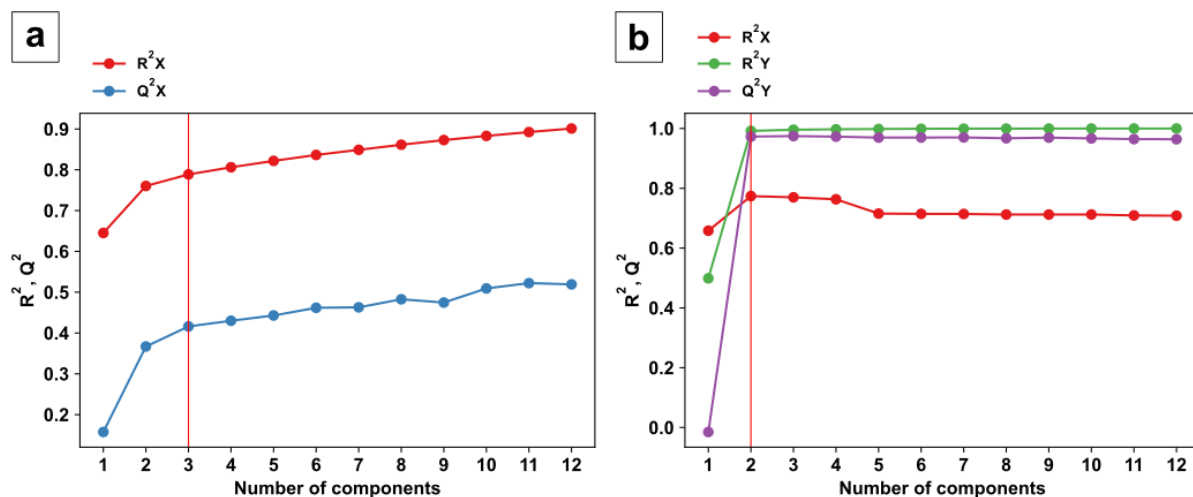 a
R²X
Q²X
R², Q²
0.9
0.8
0.7
0.6
0.5
0.4
0.3
0.2
1 2 3 4 5 6 7 8 9 10 11 12
Number of components
b
R²X
R²Y
Q²Y
R², Q²
1.0
0.8
0.6
0.4
0.2
0.0
1 2 3 4 5 6 7 8 9 10 11 12
Number of components